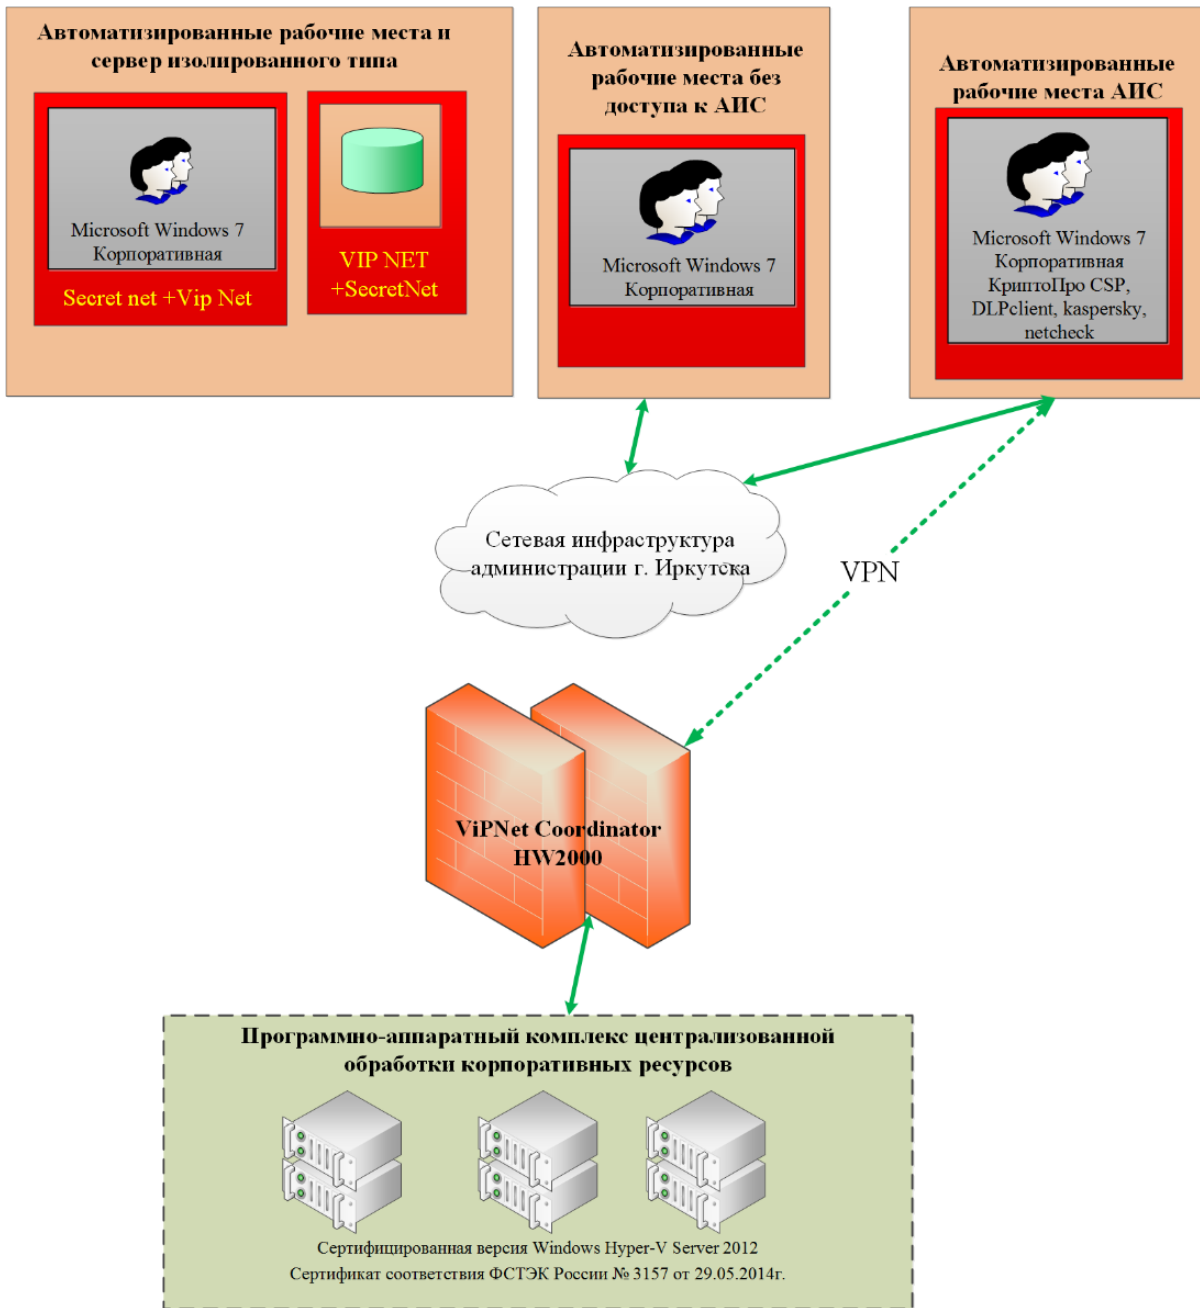 Автоматизированные рабочие места и
сервер изолированного типа
Microsoft Windows 7
Корпоративная
Secret net +Vip Net
VIP NET
+SecretNet
Автоматизированные
рабочие места без
доступа к АИС
Microsoft Windows 7
Корпоративная
Автоматизированные
рабочие места АИС
Microsoft Windows 7
Корпоративная
КриптоПро CSP,
DLPclient, kaspersky,
netcheck
Сетевая инфраструктура
администрации г. Иркутска
VPN
ViPNet Coordinator
HW2000
Программно-аппаратный комплекс централизованной
обработки корпоративных ресурсов
Сертифицированная версия Windows Hyper-V Server 2012
Сертификат соответствия ФСТЭК России № 3157 от 29.05.2014г.